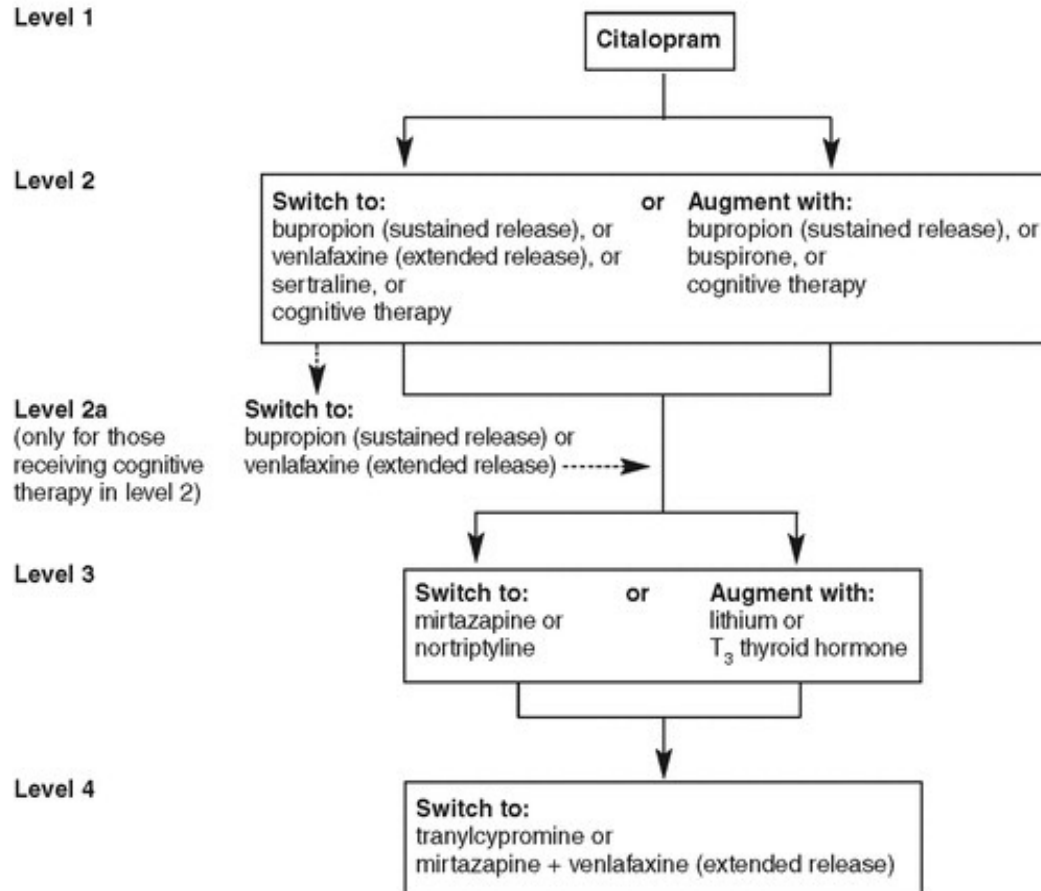 Level 1
Citalopram
Level 2
Switch to: or Augment with:
bupropion (sustained release), or bupropion (sustained release), or
venlafaxine (extended release), or buspirone, or
sertraline, or cognitive therapy
cognitive therapy
Level 2a Switch to:
(only for those bupropion (sustained release) or
receiving cognitive venlafaxine (extended release)
therapy in level 2)
Level 3
Switch to: or Augment with:
mirtazapine or lithium or
nortriptyline T₃ thyroid hormone
Level 4
Switch to:
tranylcypromine or
mirtazapine + venlafaxine (extended release)